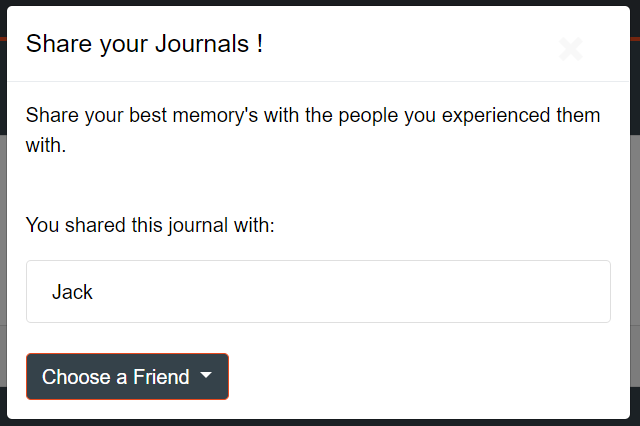 Share your Journals !
Share your best memory's with the people you experienced them
with.
You shared this journal with:
Jack
Choose a Friend